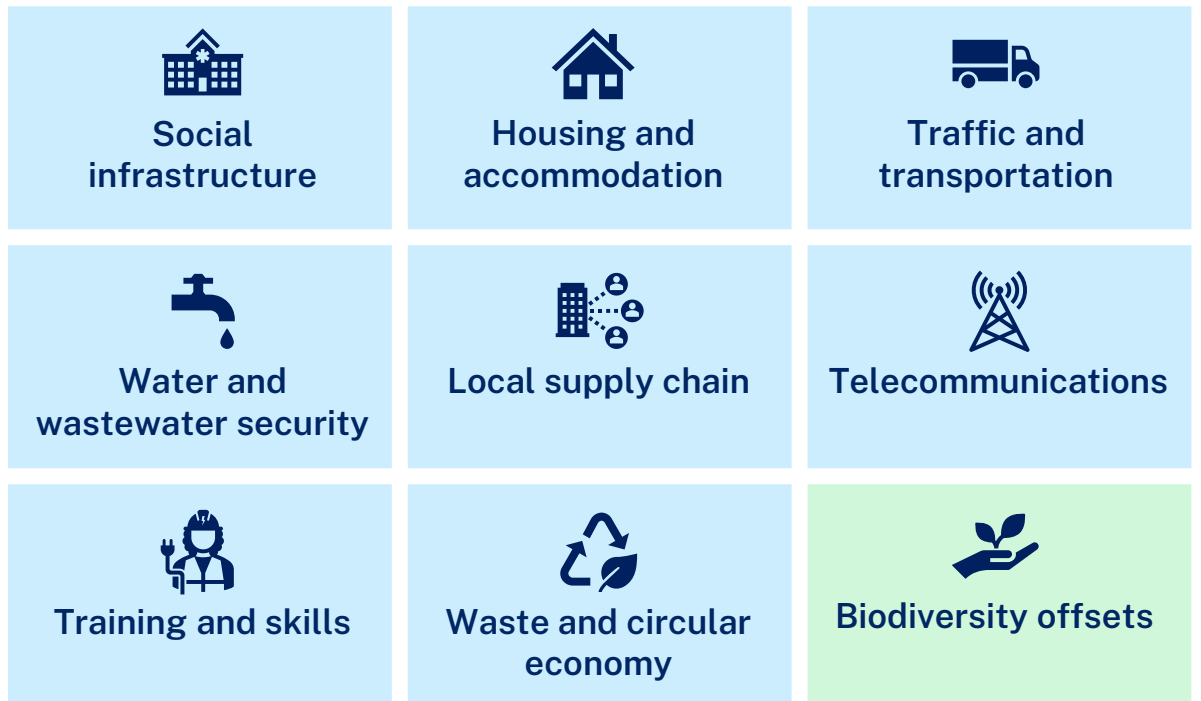 Social
infrastructure
Housing and
accommodation
Traffic and
transportation
Water and
wastewater security
Local supply chain
Telecommunications
Training and skills
Waste and circular
economy
Biodiversity offsets